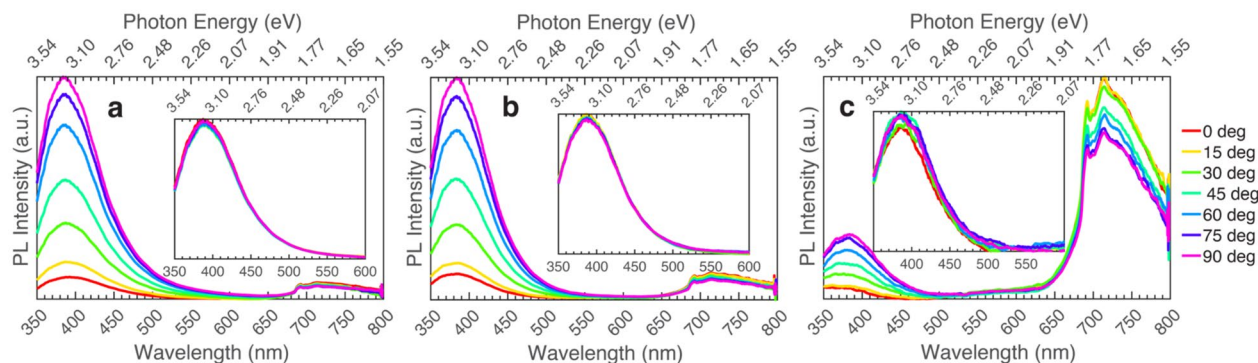 Photon Energy (eV) Photon Energy (eV) Photon Energy (eV)
3.54 3.10 2.76 2.48 2.26 2.07 1.91 1.77 1.65 1.55 3.54 3.10 2.76 2.48 2.26 2.07 1.91 1.77 1.65 1.55 3.54 3.10 2.76 2.48 2.26 2.07 1.91 1.77 1.65 1.55
a b c
3.54 3.10 2.76 2.48 2.26 2.07 3.54 3.10 2.76 2.48 2.26 2.07 3.54 3.10 2.76 2.48 2.26 2.07
PL Intensity (a.u.) PL Intensity (a.u.) PL Intensity (a.u.)
350 400 450 500 550 600 350 400 450 500 550 600 350 400 450 500 550
0 deg
15 deg
30 deg
45 deg
60 deg
75 deg
90 deg
350 400 450 500 550 600 650 700 750 800 350 400 450 500 550 600 650 700 750 800 350 400 450 500 550 600 650 700 750 800
Wavelength (nm) Wavelength (nm) Wavelength (nm)